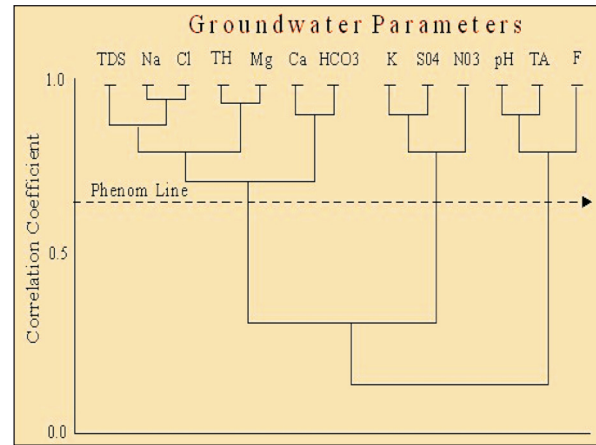 Groundwater Parameters
TDS Na Cl TH Mg Ca HCO3 K S04 N03 pH TA F
1.0
Phenom Line
0.5
Correlation Coefficient
0.0